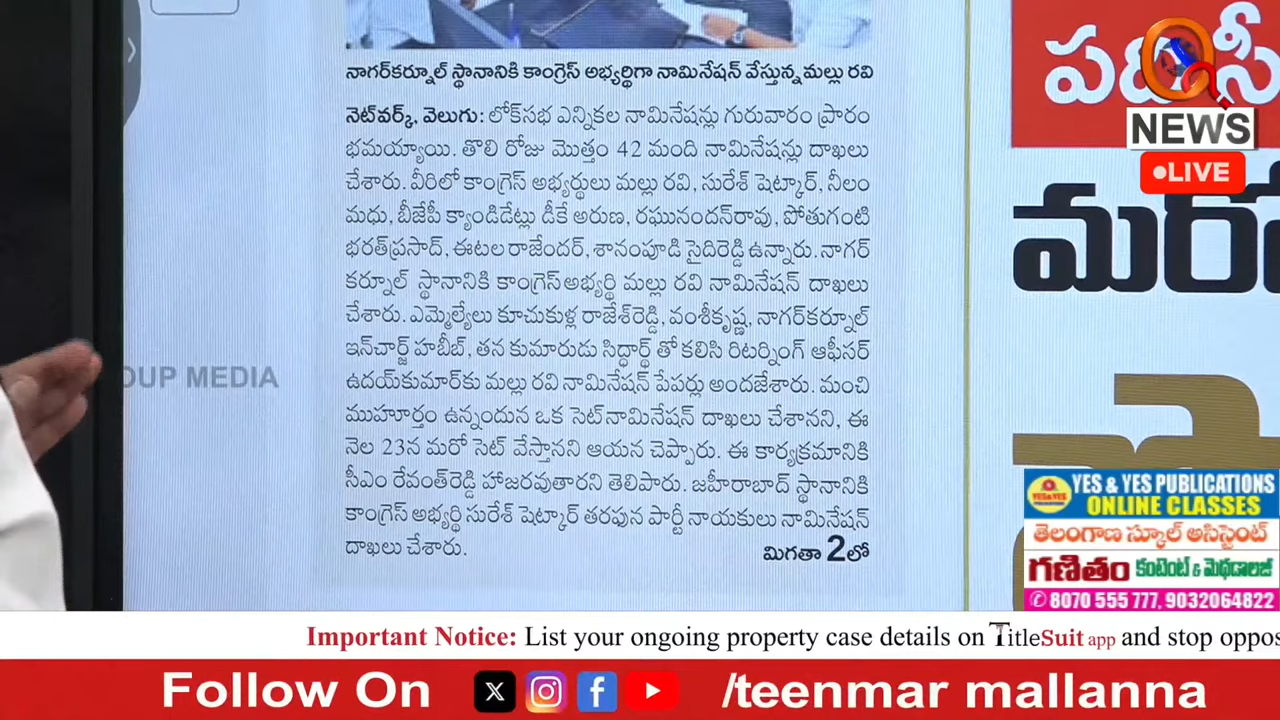 నాగర్‌కర్నూల్ స్థానానికి కాంగ్రెస్ అభ్యర్థిగా నామినేషన్ వేస్తున్న మల్లు రవి
నెట్‌వర్క్, వెలుగు: లోక్‌సభ ఎన్నికల నామినేషన్లు గురువారం ప్రారం
భమయ్యాయి. తొలి రోజు మొత్తం 42 మంది నామినేషన్లు దాఖలు
చేశారు. వీరిలో కాంగ్రెస్ అభ్యర్థులు మల్లు రవి, సురేశ్ షెట్కార్, నీలం
మధు, బీజేపీ క్యాండిడేట్లు డీకే అరుణ, రఘునందన్‌రావు, పోతుగంటి
భరత్‌ప్రసాద్, ఈటల రాజేందర్, శానంపూడి సైదిరెడ్డి ఉన్నారు. నాగర్
కర్నూల్ స్థానానికి కాంగ్రెస్ అభ్యర్థి మల్లు రవి నామినేషన్ దాఖలు
చేశారు. ఎమ్మెల్యేలు కూచుకుళ్ల రాజేశ్‌రెడ్డి, వంశీకృష్ణ, నాగర్‌కర్నూల్
ఇన్‌చార్జ్ హబీబ్, తన కుమారుడు సిద్ధార్థ్ తో కలిసి రిటర్నింగ్ ఆఫీసర్
ఉదయ్‌కుమార్‌కు మల్లు రవి నామినేషన్ పేపర్లు అందజేశారు. మంచి
ముహూర్తం ఉన్నందున ఒక సెట్ నామినేషన్ దాఖలు చేశానని, ఈ
నెల 23న మరో సెట్ వేస్తానని ఆయన చెప్పారు. ఈ కార్యక్రమానికి
సీఎం రేవంత్‌రెడ్డి హాజరవుతారని తెలిపారు. జహీరాబాద్ స్థానానికి
కాంగ్రెస్ అభ్యర్థి సురేశ్ షెట్కార్ తరఫున పార్టీ నాయకులు నామినేషన్
దాఖలు చేశారు.
మిగతా 2లో
OUP MEDIA
Q
NEWS
LIVE
YES & YES PUBLICATIONS
ONLINE CLASSES
YES & YES
తెలంగాణ స్కూల్ అసిస్టెంట్
గణితం కంటెంట్ & మెథడాలజీ
8070 555 777, 9032064822
Important Notice: List your ongoing property case details on TitleSuit app and stop oppos
Follow On X f /teenmar mallanna